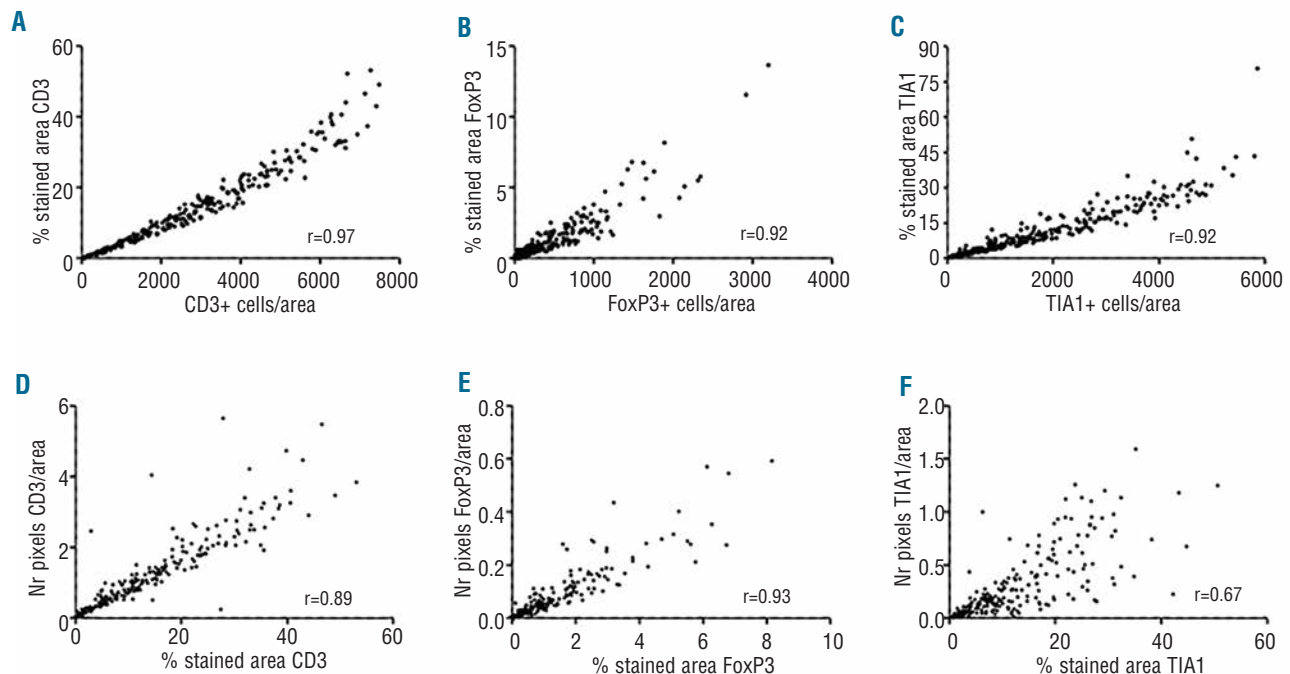 A
% stained area CD3
60
40
20
0
0 2000 4000 6000 8000
r=0.97
CD3+ cells/area
B
% stained area FoxP3
15
10
5
0
0 1000 2000 3000 4000
r=0.92
FoxP3+ cells/area
C
% stained area TIA1
90
75
60
45
30
15
0
0 2000 4000 6000
r=0.92
TIA1+ cells/area
D
Nr pixels CD3/area
6
4
2
0
0 20 40 60
r=0.89
% stained area CD3
E
Nr pixels FoxP3/area
0.8
0.6
0.4
0.2
0.0
0 2 4 6 8 10
r=0.93
% stained area FoxP3
F
Nr pixels TIA1/area
2.0
1.5
1.0
0.5
0.0
0 20 40 60
r=0.67
% stained area TIA1